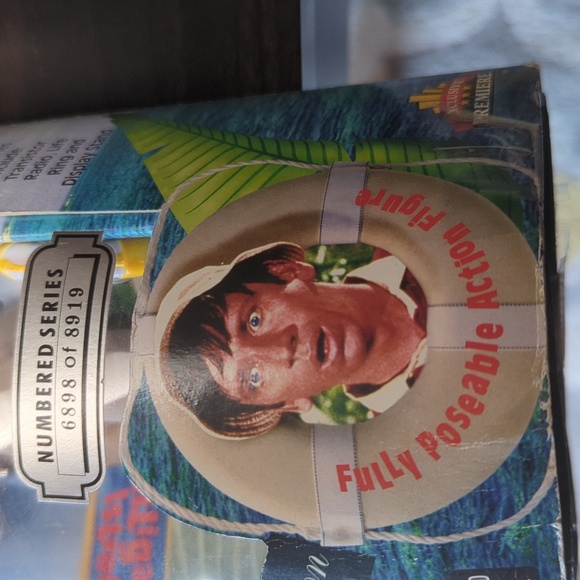 Transistor
Radio, Life
Ring and
Display Stand
NUMBERED SERIES
6898 of 8919
Fully Poseable Action Figure
PREMIERE